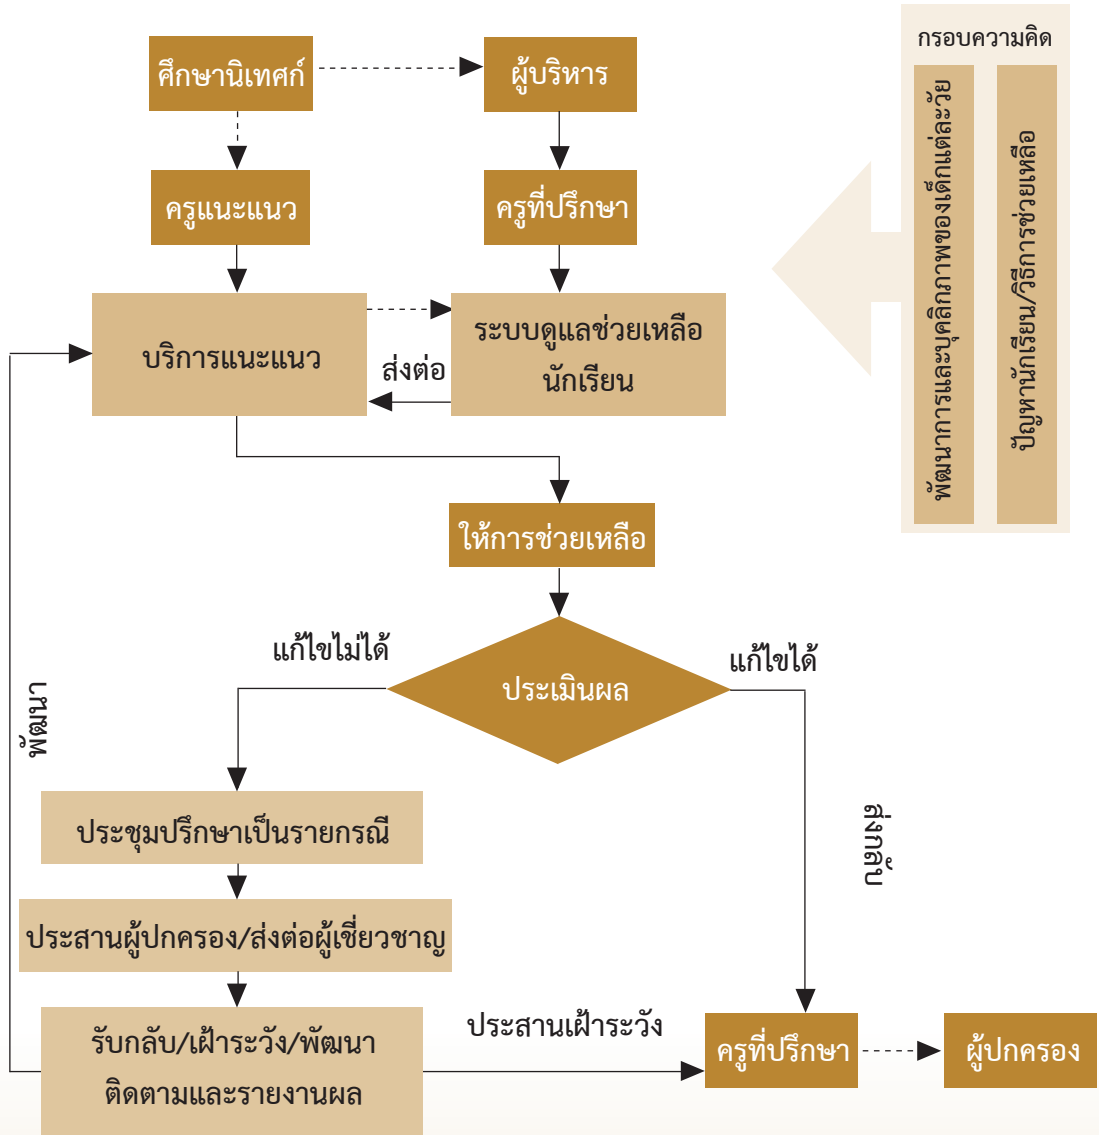 กรอบความคิด
ศึกษานิเทศก์
ผู้บริหาร
พัฒนาการและบุคลิกภาพของเด็กแต่ละวัย
ปัญหานักเรียน/วิธีการช่วยเหลือ
ครูแนะแนว
ครูที่ปรึกษา
บริการแนะแนว
ส่งต่อ
ระบบดูแลช่วยเหลือ
นักเรียน
ให้การช่วยเหลือ
แก้ไขไม่ได้
ประเมินผล
แก้ไขได้
พัฒนา
ประชุมปรึกษาเป็นรายกรณี
ส่งกลับ
ประสานผู้ปกครอง/ส่งต่อผู้เชี่ยวชาญ
รับกลับ/เฝ้าระวัง/พัฒนา
ติดตามและรายงานผล
ประสานเฝ้าระวัง
ครูที่ปรึกษา
ผู้ปกครอง